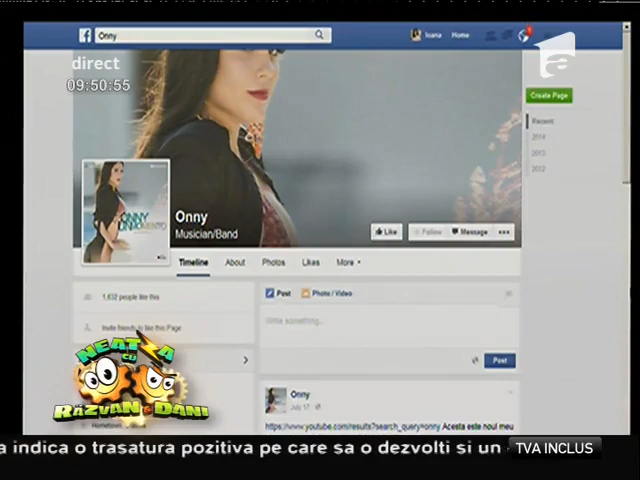 Onny
Ioana Home
direct
09:50:55
Create Page
Recent
2014
2013
2012
ONNY
Onny
Musician/Band
Like Follow Message
Timeline About Photos Likes More
1,632 people like this
Invite friends to like this Page
Post Photo / Video
Write something...
Post
NEATZA
CU
RĂZVAN & DANI
Onny
July 17
https://www.youtube.com/results?search_query=onny Acesta este noul meu
a indica o trasatura pozitiva pe care sa o dezvolti si un
TVA INCLUS